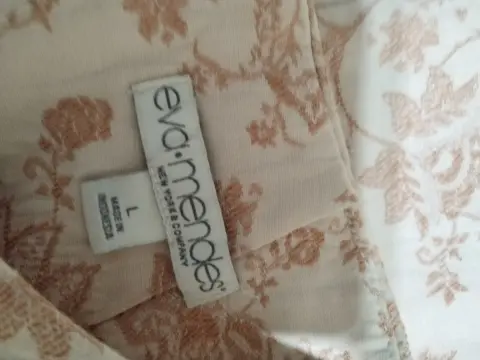 eva•mendes
NEW YORK & COMPANY
L
MADE IN
INDONESIA